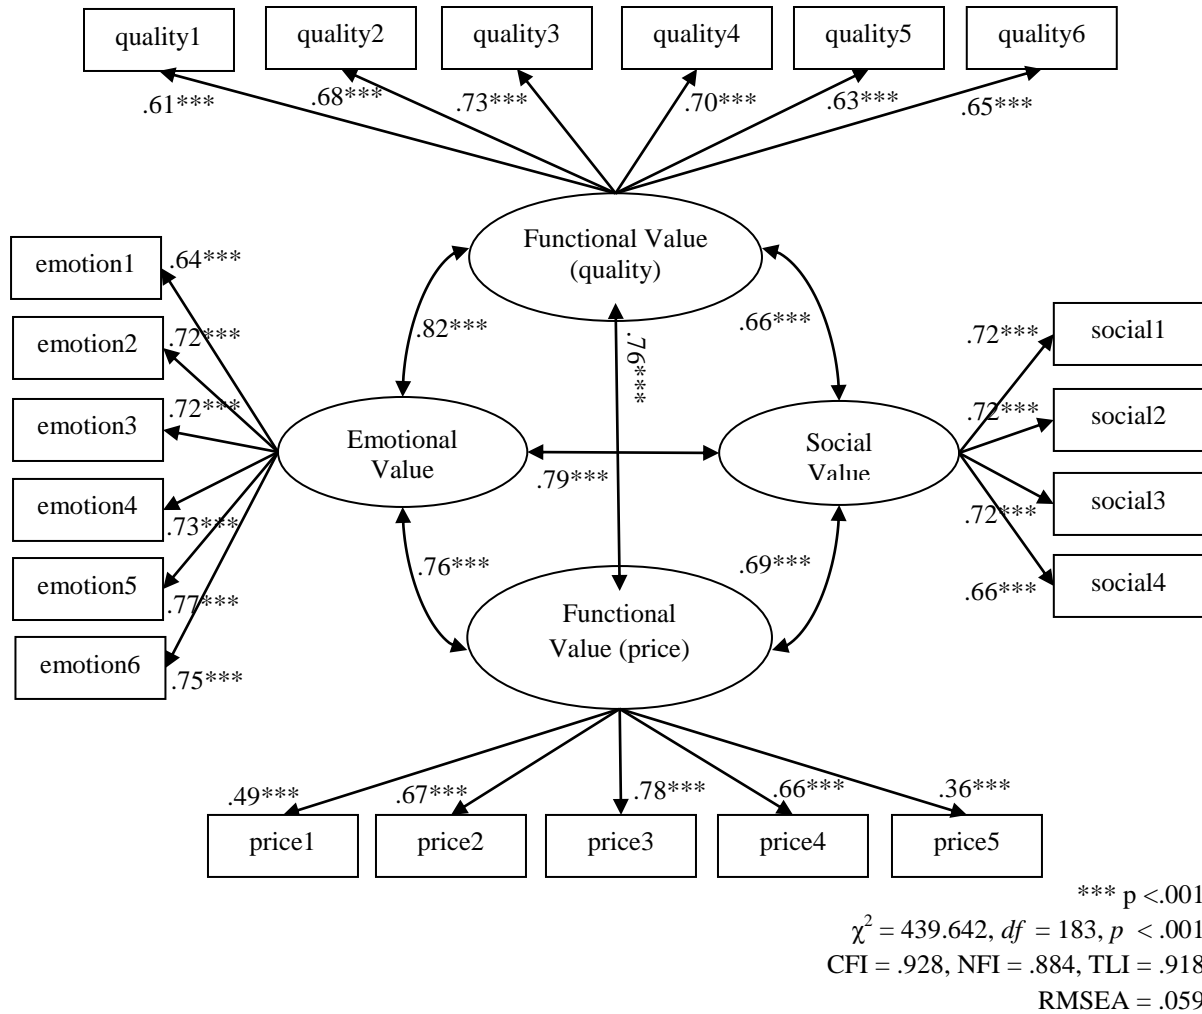 quality1
quality2
quality3
quality4
quality5
quality6
.61***
.68***
.73***
.70***
.63***
.65***
Functional Value
(quality)
emotion1
emotion2
emotion3
emotion4
emotion5
emotion6
.64***
.72***
.72***
.73***
.77***
.75***
.82***
.66***
.76***
Emotional
Value
.79***
Social
Value
.72***
.72***
.72***
.66***
social1
social2
social3
social4
.76***
.69***
Functional
Value (price)
.49***
.67***
.78***
.66***
.36***
price1
price2
price3
price4
price5
*** p <.001
χ² = 439.642, df = 183, p < .001
CFI = .928, NFI = .884, TLI = .918
RMSEA = .059